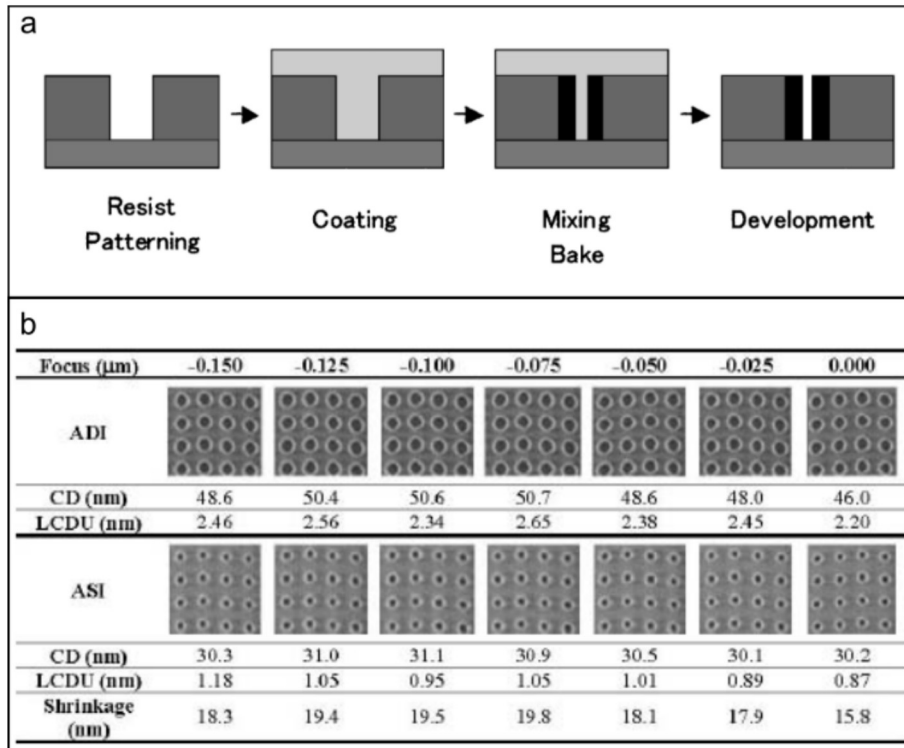 a
Resist
Patterning
Coating
Mixing
Bake
Development
b
Focus (μm) -0.150 -0.125 -0.100 -0.075 -0.050 -0.025 0.000
ADI
CD (nm) 48.6 50.4 50.6 50.7 48.6 48.0 46.0
LCDU (nm) 2.46 2.56 2.34 2.65 2.38 2.45 2.20
ASI
CD (nm) 30.3 31.0 31.1 30.9 30.5 30.1 30.2
LCDU (nm) 1.18 1.05 0.95 1.05 1.01 0.89 0.87
Shrinkage
(nm) 18.3 19.4 19.5 19.8 18.1 17.9 15.8